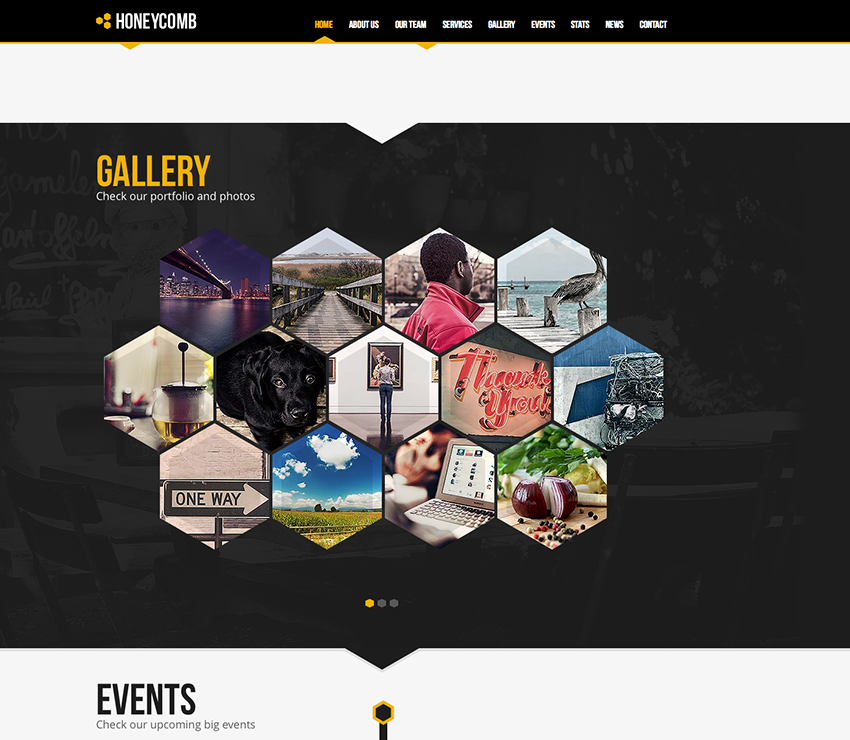 HONEYCOMB
HOME ABOUT US OUR TEAM SERVICES GALLERY EVENTS STATS NEWS CONTACT
GALLERY
Check our portfolio and photos
Thank
You
ONE WAY
EVENTS
Check our upcoming big events